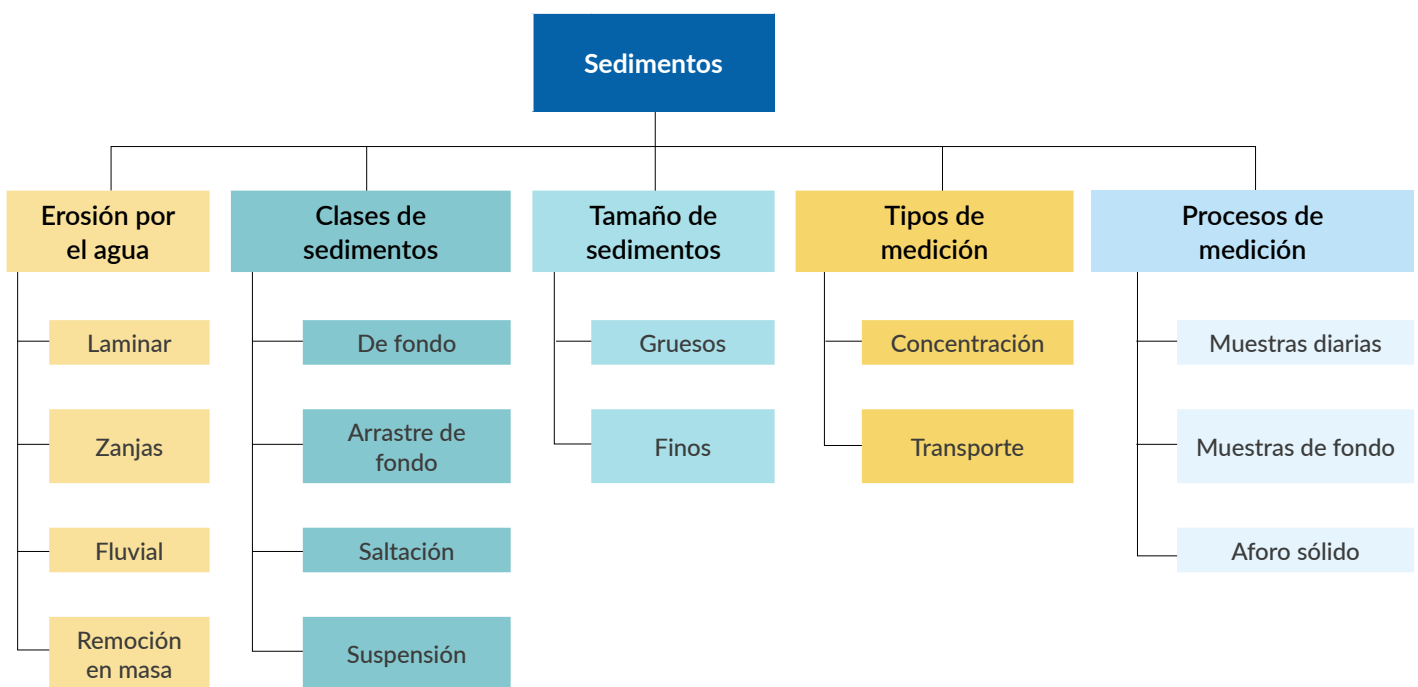 Sedimentos
Erosión por
el agua
Laminar
Zanjas
Fluvial
Remoción
en masa
Clases de
sedimentos
De fondo
Arrastre de
fondo
Saltación
Suspensión
Tamaño de
sedimentos
Gruesos
Finos
Tipos de
medición
Concentración
Transporte
Procesos de
medición
Muestras diarias
Muestras de fondo
Aforo sólido